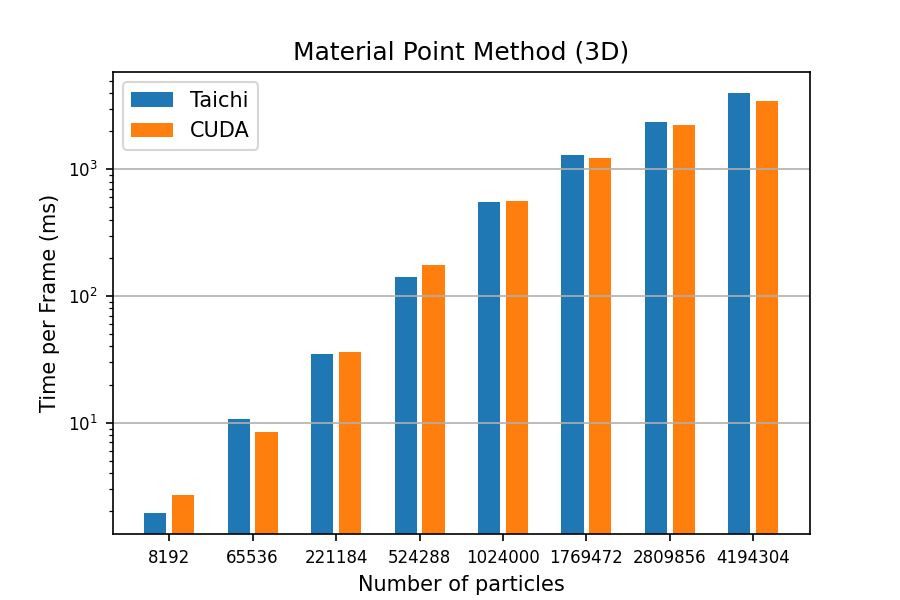 Material Point Method (3D)
Taichi
CUDA
10³
10²
10¹
Time per Frame (ms)
8192 65536 221184 524288 1024000 1769472 2809856 4194304
Number of particles